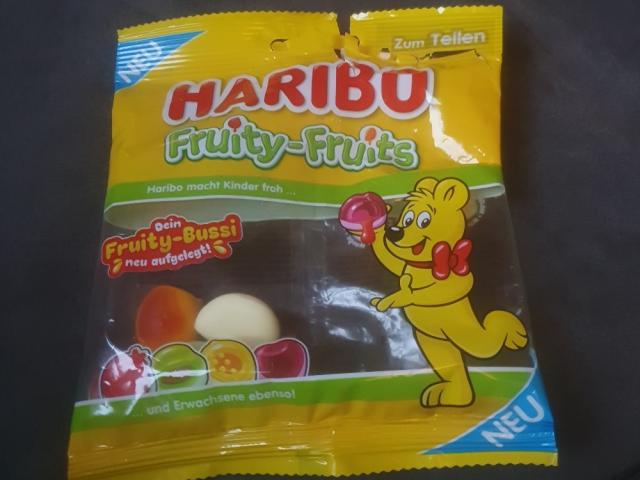 NEU
Zum Teilen
HARIBO
Fruity-Fruits
Haribo macht Kinder froh ...
Dein
Fruity-Bussi
neu aufgelegt!
... und Erwachsene ebenso!
NEU